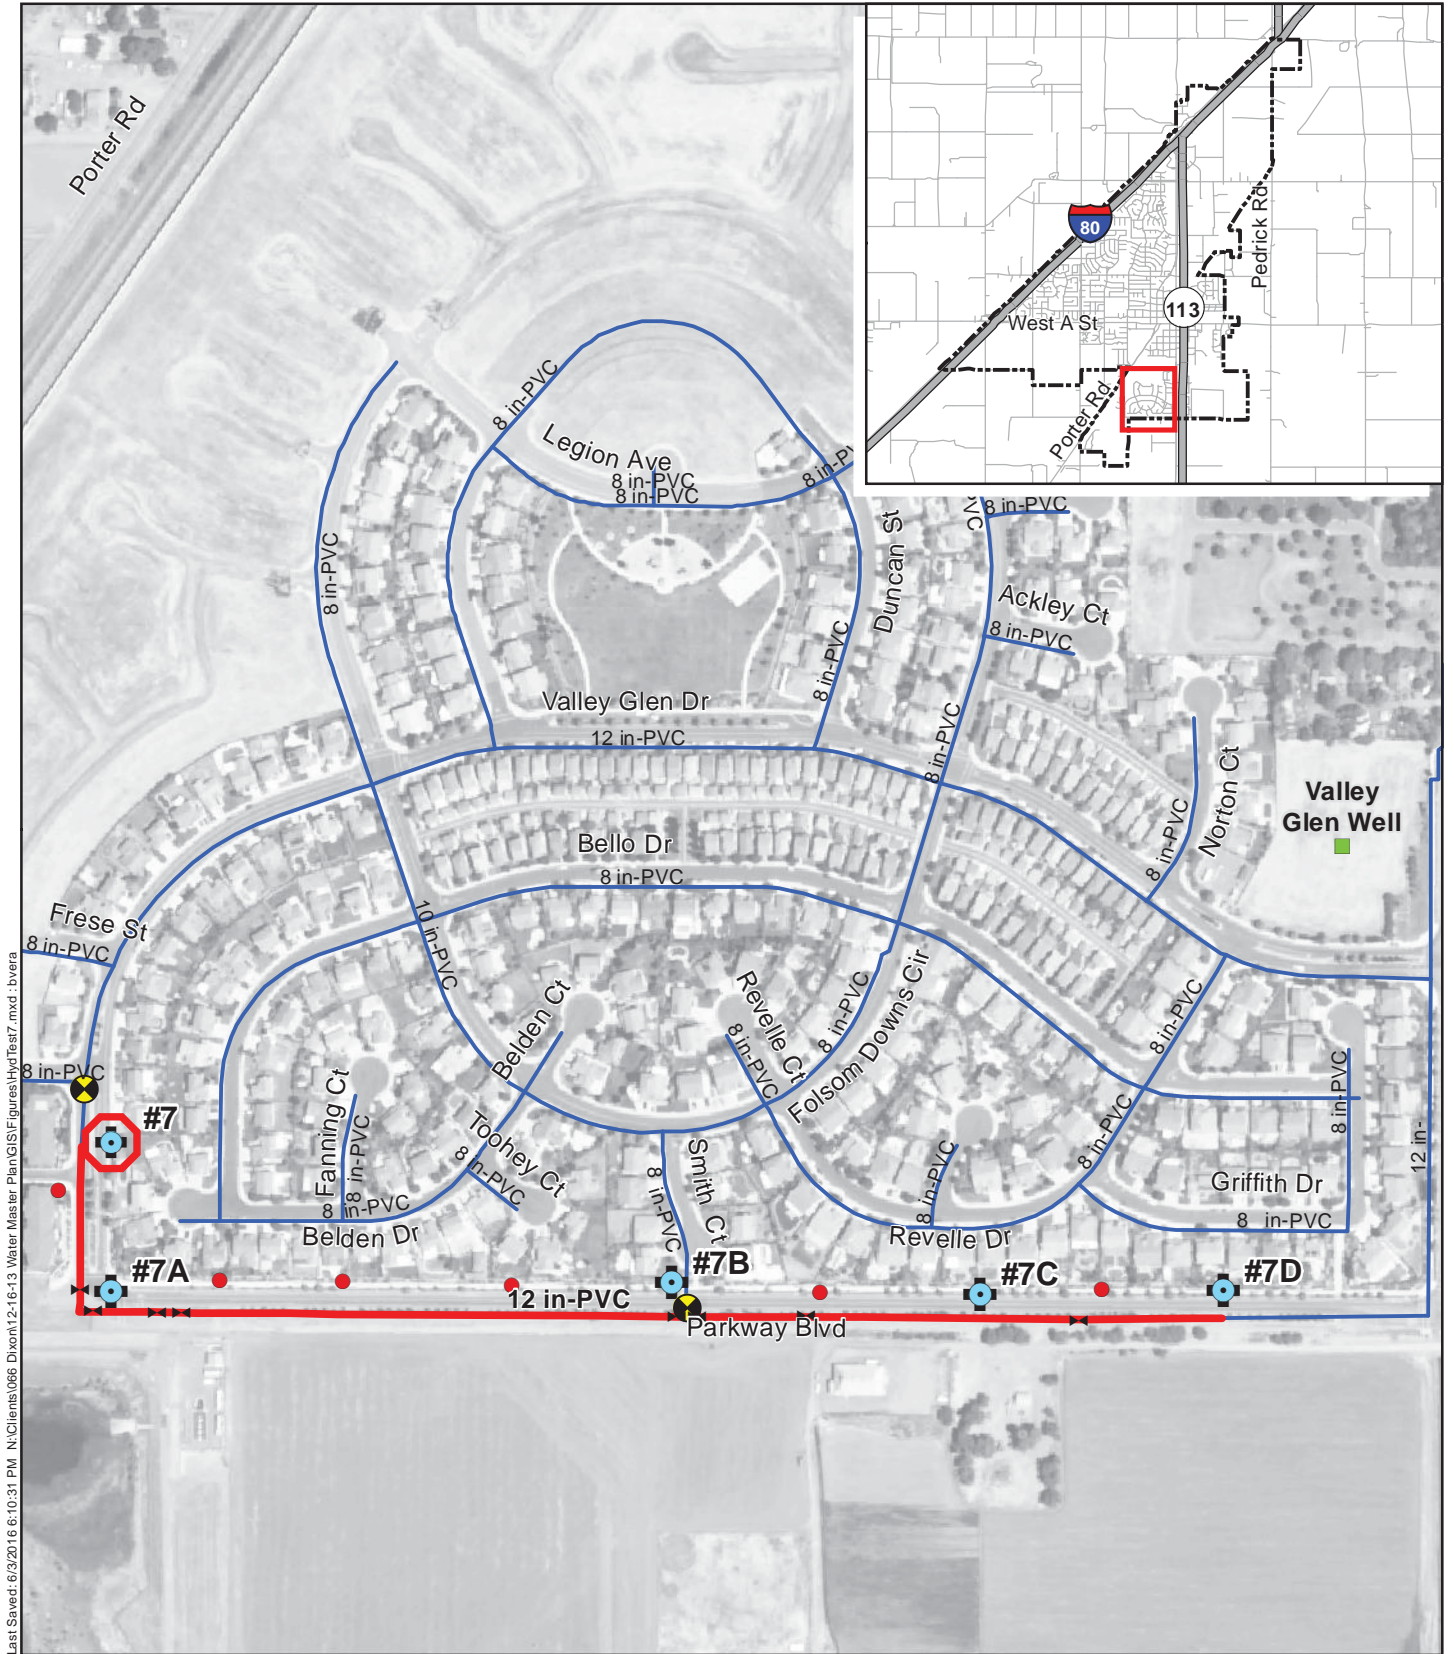 Porter Rd
80
West A St
113
Pedrick Rd
Porter Rd
8 in-PVC
Legion Ave
8 in-PVC
8 in-PVC
8 in-PV
VC
8 in-PVC
8 in-PVC
Duncan St
Ackley Ct
8 in-PVC
8 in-PVC
Valley Glen Dr
12 in-PVC
8 in-PVC
Norton Ct
8 in-PVC
Valley
Glen Well
Bello Dr
8 in-PVC
Frese St
8 in-PVC
10 in-PVC
Belden Ct
Revelle Ct
8 in-PVC
8 in-PVC
Folsom Downs Cir
8 in-PVC
8 in-PVC
#7
Fanning Ct
8 in-PVC
Toohey Ct
8 in-PVC
Smith Ct
8 in-PVC
8 in-PVC
8 in-PVC
8 in-PVC
12 in-
Griffith Dr
8 in-PVC
8 in-PVC
Belden Dr
Revelle Dr
#7A
#7B
#7C
#7D
12 in-PVC
Parkway Blvd
Last Saved: 6/3/2016 6:10:31 PM N:\Clients\066 Dixon\12-16-13 Water Master Plan\GIS\Figures\HydTest7.mxd : bvera